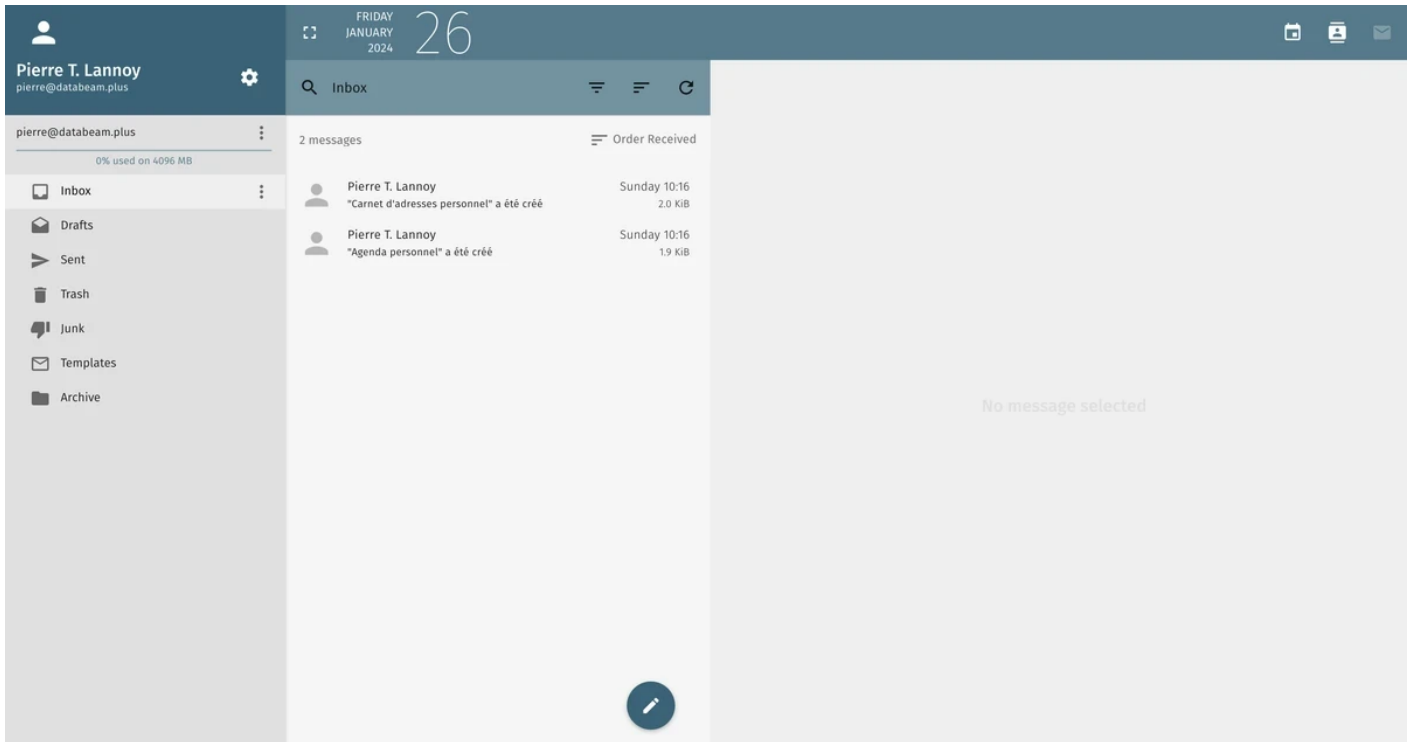 Pierre T. Lannoy
pierre@databeam.plus
pierre@databeam.plus
0% used on 4096 MB
Inbox
Drafts
Sent
Trash
Junk
Templates
Archive
FRIDAY
JANUARY
2024
26
Inbox
2 messages
Order Received
Pierre T. Lannoy
Sunday 10:16
"Carnet d'adresses personnel" a été créé
2.0 KiB
Pierre T. Lannoy
Sunday 10:16
"Agenda personnel" a été créé
1.9 KiB
No message selected